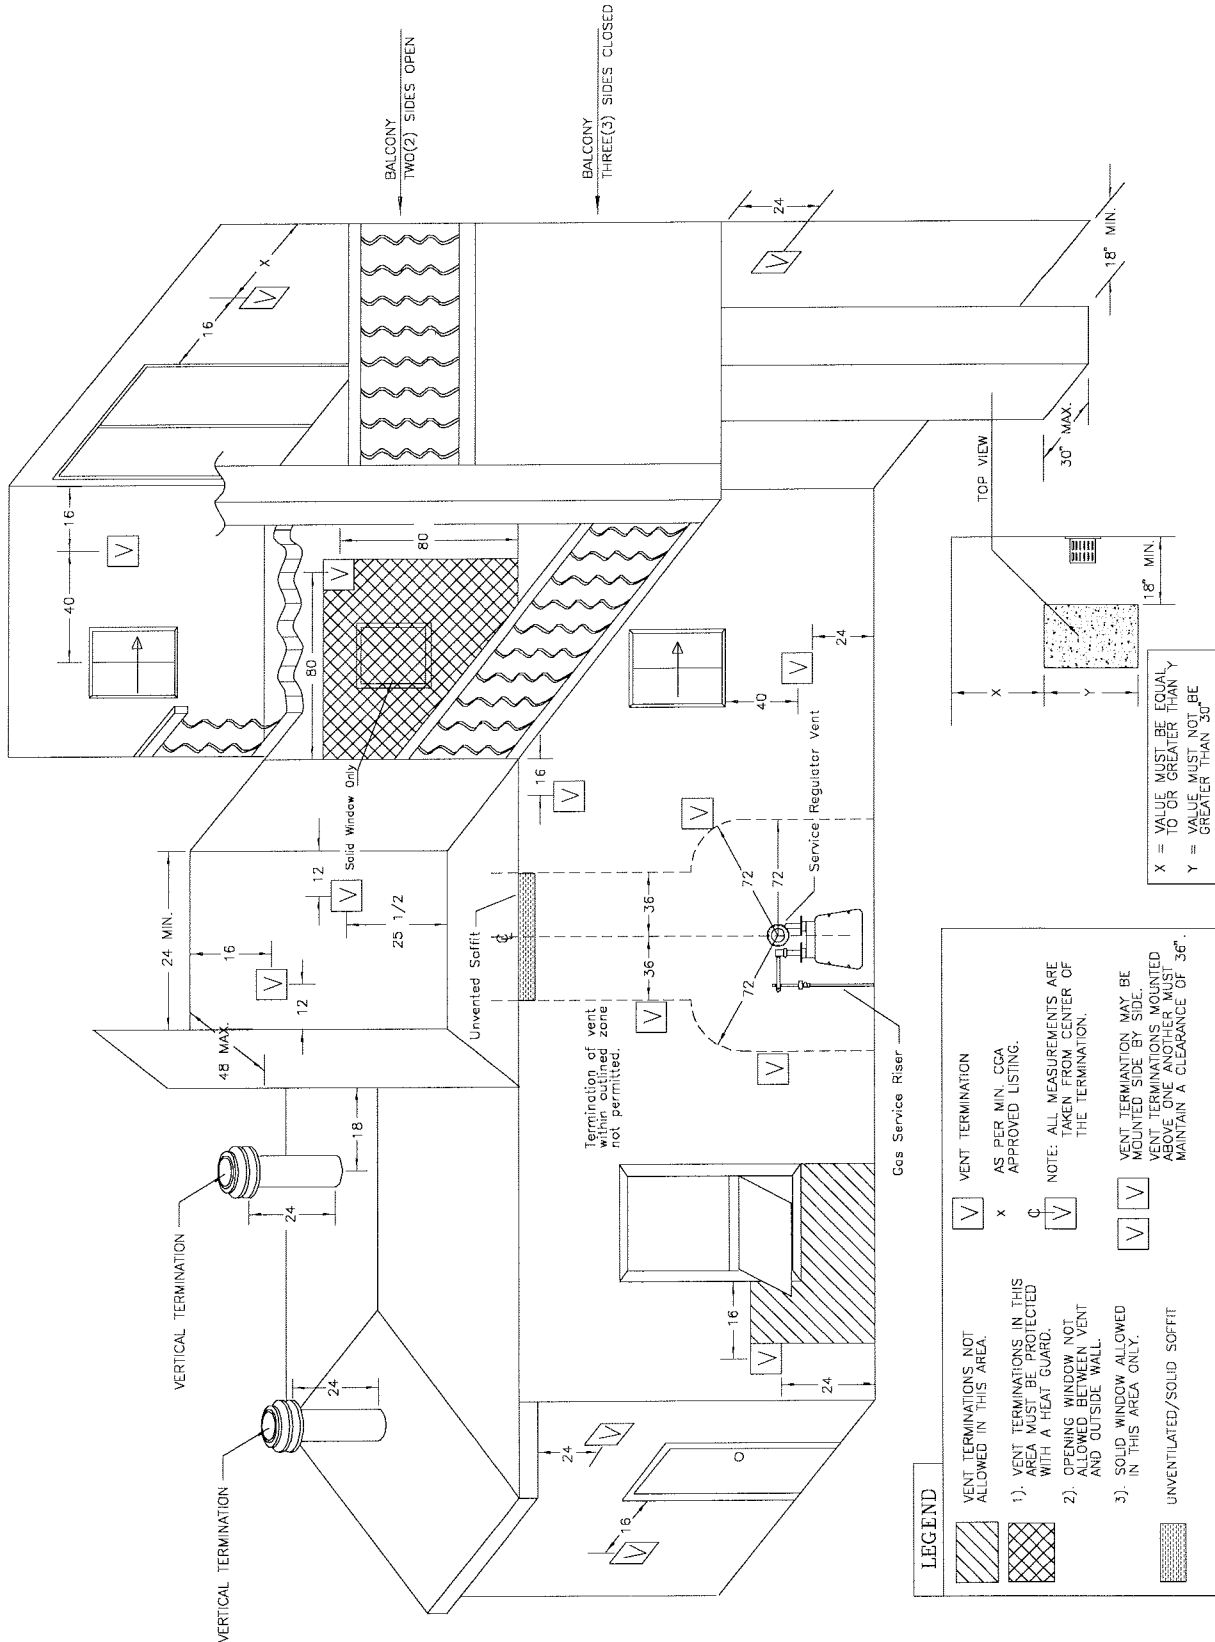 VERTICAL TERMINATION
VERTICAL TERMINATION
24
24
18
48 MAX.
24 MIN.
16
12
V
12
V
25 1/2
Solid Window Only
40
16
V
80
80
V
16
X
V
BALCONY
TWO(2) SIDES OPEN
BALCONY
THREE(3) SIDES CLOSED
24
V
18" MIN.
30" MAX.
TOP VIEW
24
V
16
V
16
V
24
Termination of vent
within outlined zone
not permitted.
Unvented Soffit
℄
36
36
V
V
72
72
72
V
Gas Service Riser
Service Regulator Vent
16
V
40
V
24
X
Y
18" MIN.
X = VALUE MUST BE EQUAL
TO OR GREATER THAN Y
Y = VALUE MUST NOT BE
GREATER THAN 30"
LEGEND
VENT TERMINATIONS NOT
ALLOWED IN THIS AREA.
1). VENT TERMINATIONS IN THIS
AREA MUST BE PROTECTED
WITH A HEAT GUARD.
2). OPENING WINDOW NOT
ALLOWED BETWEEN VENT
AND OUTSIDE WALL.
3). SOLID WINDOW ALLOWED
IN THIS AREA ONLY.
UNVENTILATED/SOLID SOFFIT
V VENT TERMINATION
x AS PER MIN. CGA
APPROVED LISTING.
℄
V NOTE: ALL MEASUREMENTS ARE
TAKEN FROM CENTER OF
THE TERMINATION.
V V VENT TERMIANTION MAY BE
MOUNTED SIDE BY SIDE.
VENT TERMINATIONS MOUNTED
ABOVE ONE ANOTHER MUST
MAINTAIN A CLEARANCE OF 36".